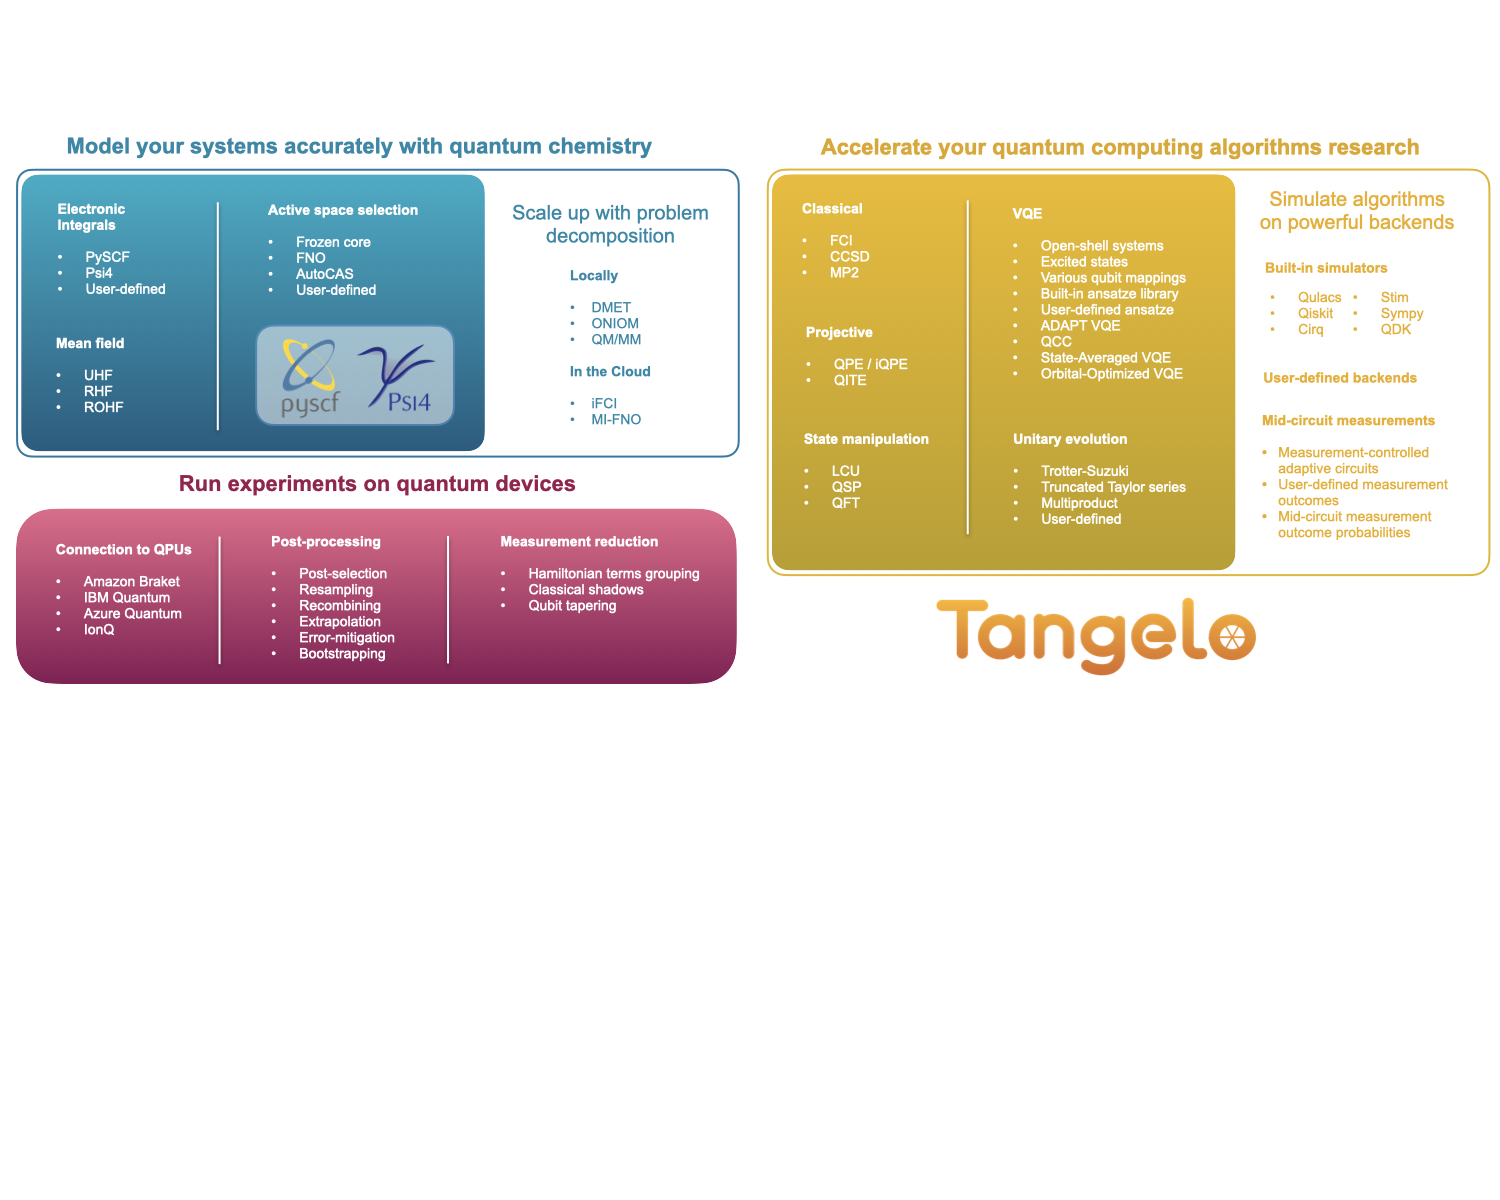 Model your systems accurately with quantum chemistry
Electronic
Integrals
• PySCF
• Psi4
• User-defined
Mean field
• UHF
• RHF
• ROHF
Active space selection
• Frozen core
• FNO
• AutoCAS
• User-defined
pyscf
PSI4
Scale up with problem
decomposition
Locally
• DMET
• ONIOM
• QM/MM
In the Cloud
• iFCI
• MI-FNO
Run experiments on quantum devices
Connection to QPUs
• Amazon Braket
• IBM Quantum
• Azure Quantum
• IonQ
Post-processing
• Post-selection
• Resampling
• Recombining
• Extrapolation
• Error-mitigation
• Bootstrapping
Measurement reduction
• Hamiltonian terms grouping
• Classical shadows
• Qubit tapering
Accelerate your quantum computing algorithms research
Classical
• FCI
• CCSD
• MP2
Projective
• QPE / iQPE
• QITE
State manipulation
• LCU
• QSP
• QFT
VQE
• Open-shell systems
• Excited states
• Various qubit mappings
• Built-in ansatze library
• User-defined ansatze
• ADAPT VQE
• QCC
• State-Averaged VQE
• Orbital-Optimized VQE
Unitary evolution
• Trotter-Suzuki
• Truncated Taylor series
• Multiproduct
• User-defined
Simulate algorithms
on powerful backends
Built-in simulators
• Qulacs • Stim
• Qiskit • Sympy
• Cirq • QDK
User-defined backends
Mid-circuit measurements
• Measurement-controlled
adaptive circuits
• User-defined measurement
outcomes
• Mid-circuit measurement
outcome probabilities
Tangelo